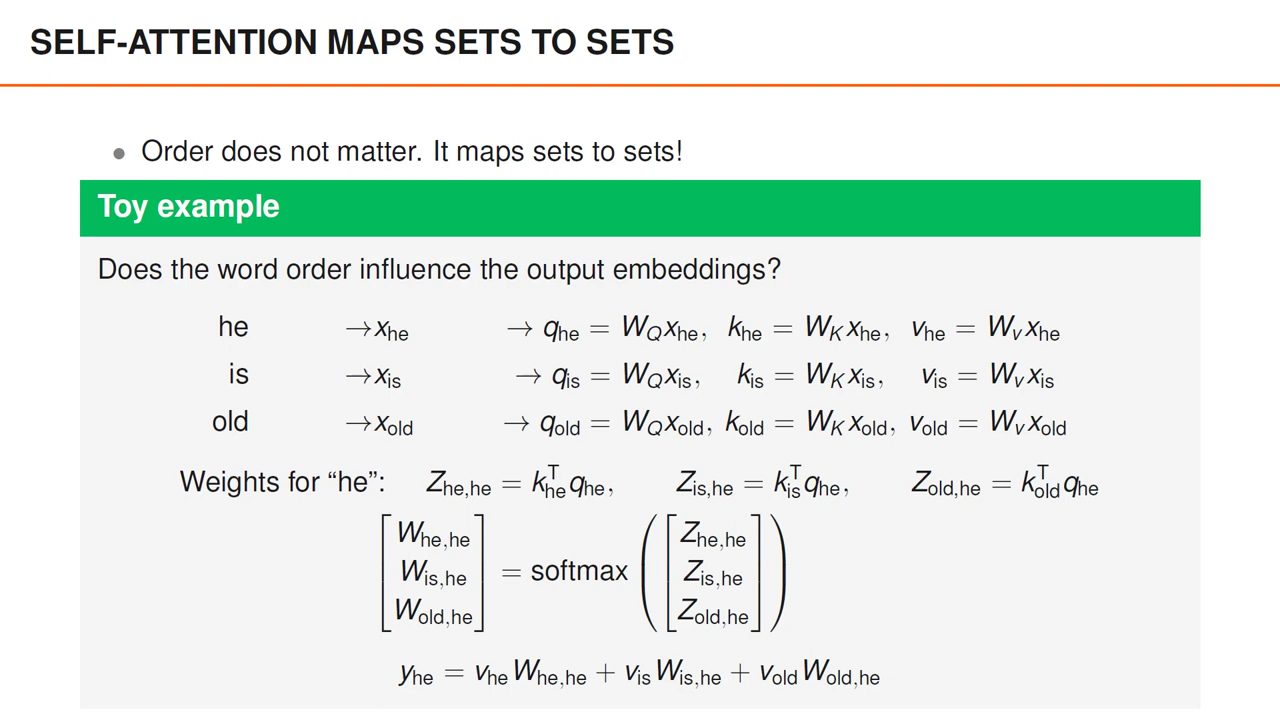 SELF-ATTENTION MAPS SETS TO SETS
• Order does not matter. It maps sets to sets!
Toy example
Does the word order influence the output embeddings?
he →x_he → q_he = W_Q x_he, k_he = W_K x_he, v_he = W_v x_he
is →x_is → q_is = W_Q x_is, k_is = W_K x_is, v_is = W_v x_is
old →x_old → q_old = W_Q x_old, k_old = W_K x_old, v_old = W_v x_old
Weights for “he”: Z_he,he = k_he^T q_he, Z_is,he = k_is^T q_he, Z_old,he = k_old^T q_he
[W_he,he W_is,he W_old,he] = softmax([Z_he,he Z_is,he Z_old,he])
y_he = v_he W_he,he + v_is W_is,he + v_old W_old,he